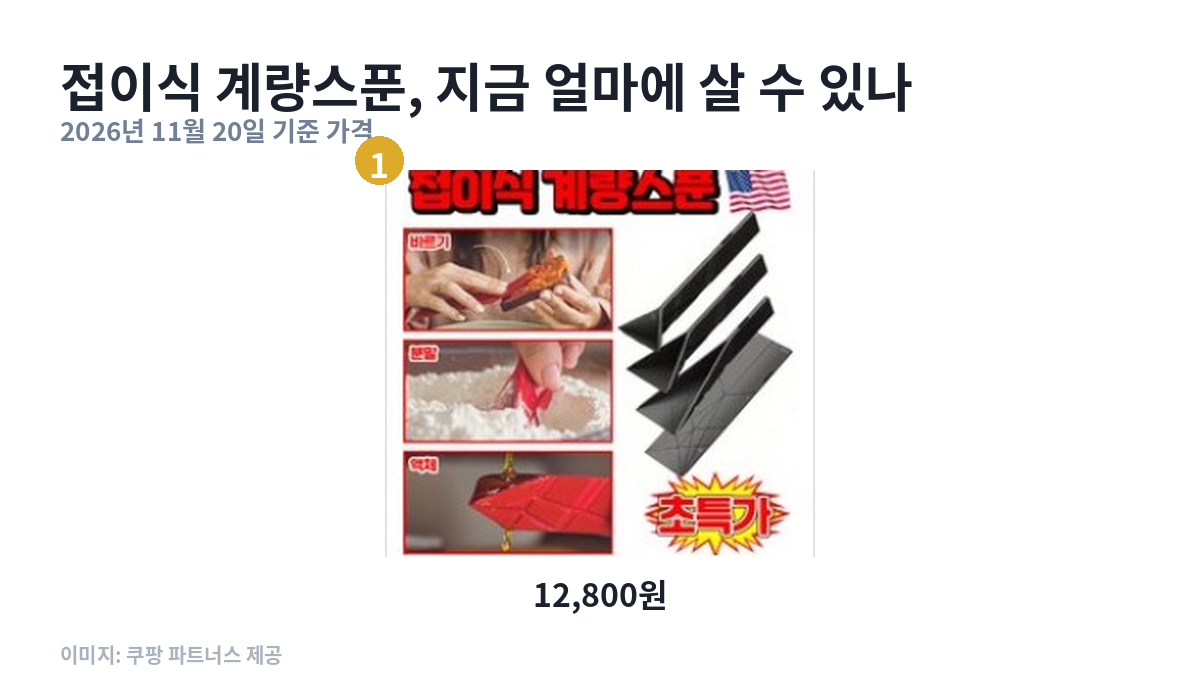 접이식 계량스푼, 지금 얼마에 살 수 있나
2026년 11월 20일 기준 가격
1
접이식 계량스푼
바르기
분말
액체
초특가
12,800원
이미지: 쿠팡 파트너스 제공